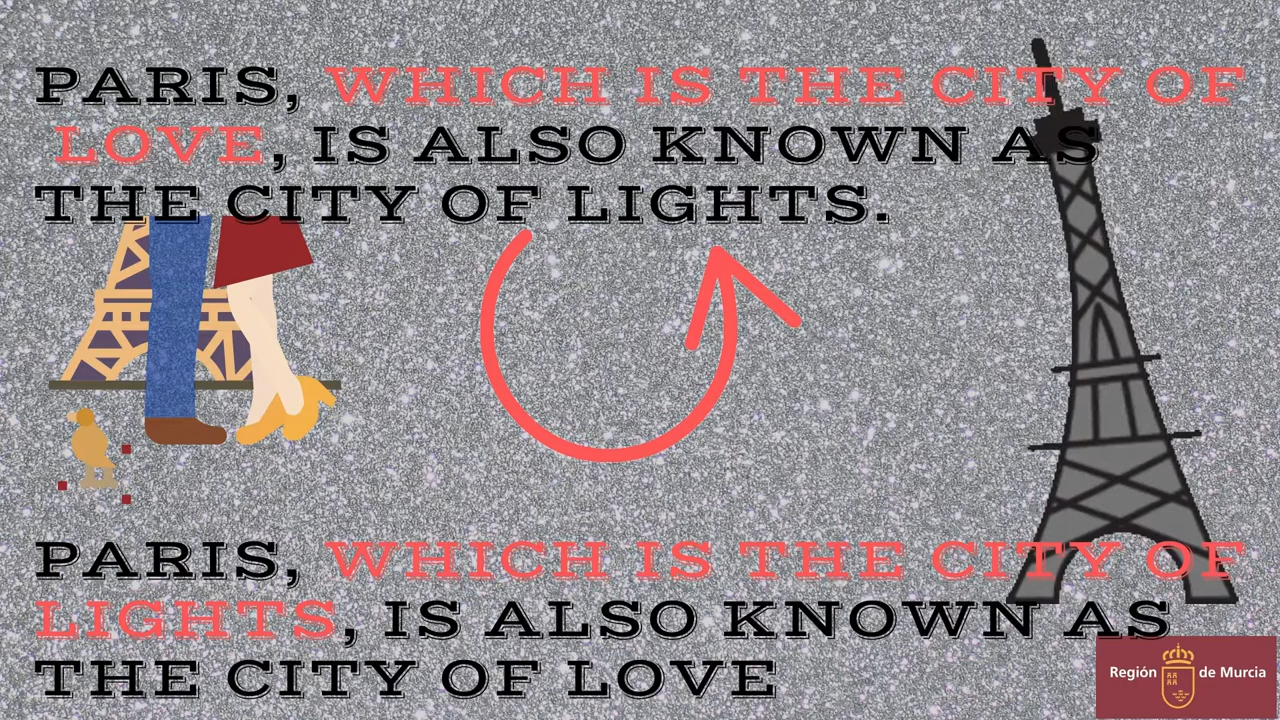 PARIS, WHICH IS THE CITY OF
LOVE, IS ALSO KNOWN AS
THE CITY OF LIGHTS.
PARIS, WHICH IS THE CITY OF
LIGHTS, IS ALSO KNOWN AS
THE CITY OF LOVE
Región de Murcia